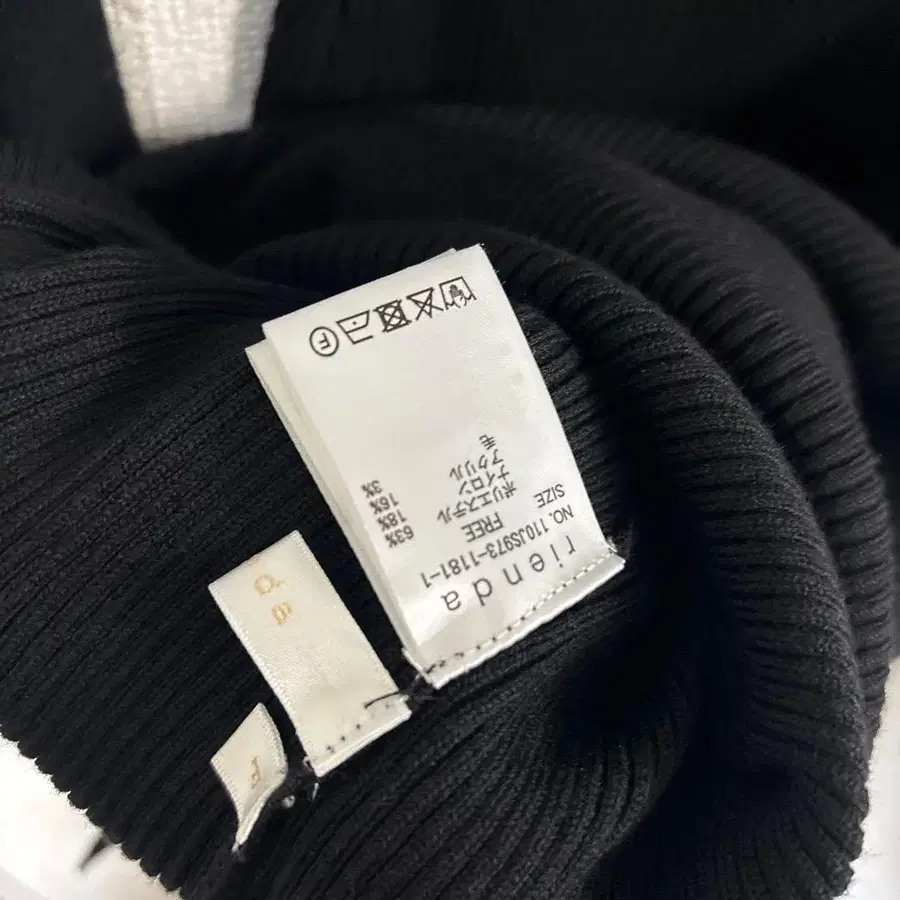 rienda
NO. 110JS973-1181-1
SIZE FREE
ポリエステル 63%
ナイロン 18%
アクリル 16%
毛 3%
F
F